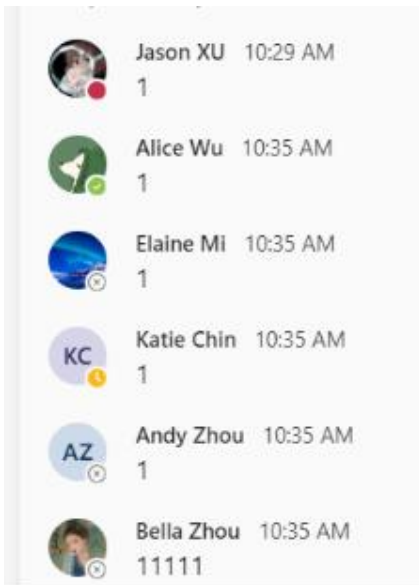 Jason XU 10:29 AM
1
Alice Wu 10:35 AM
1
Elaine Mi 10:35 AM
1
KC
Katie Chin 10:35 AM
1
AZ
Andy Zhou 10:35 AM
1
Bella Zhou 10:35 AM
11111